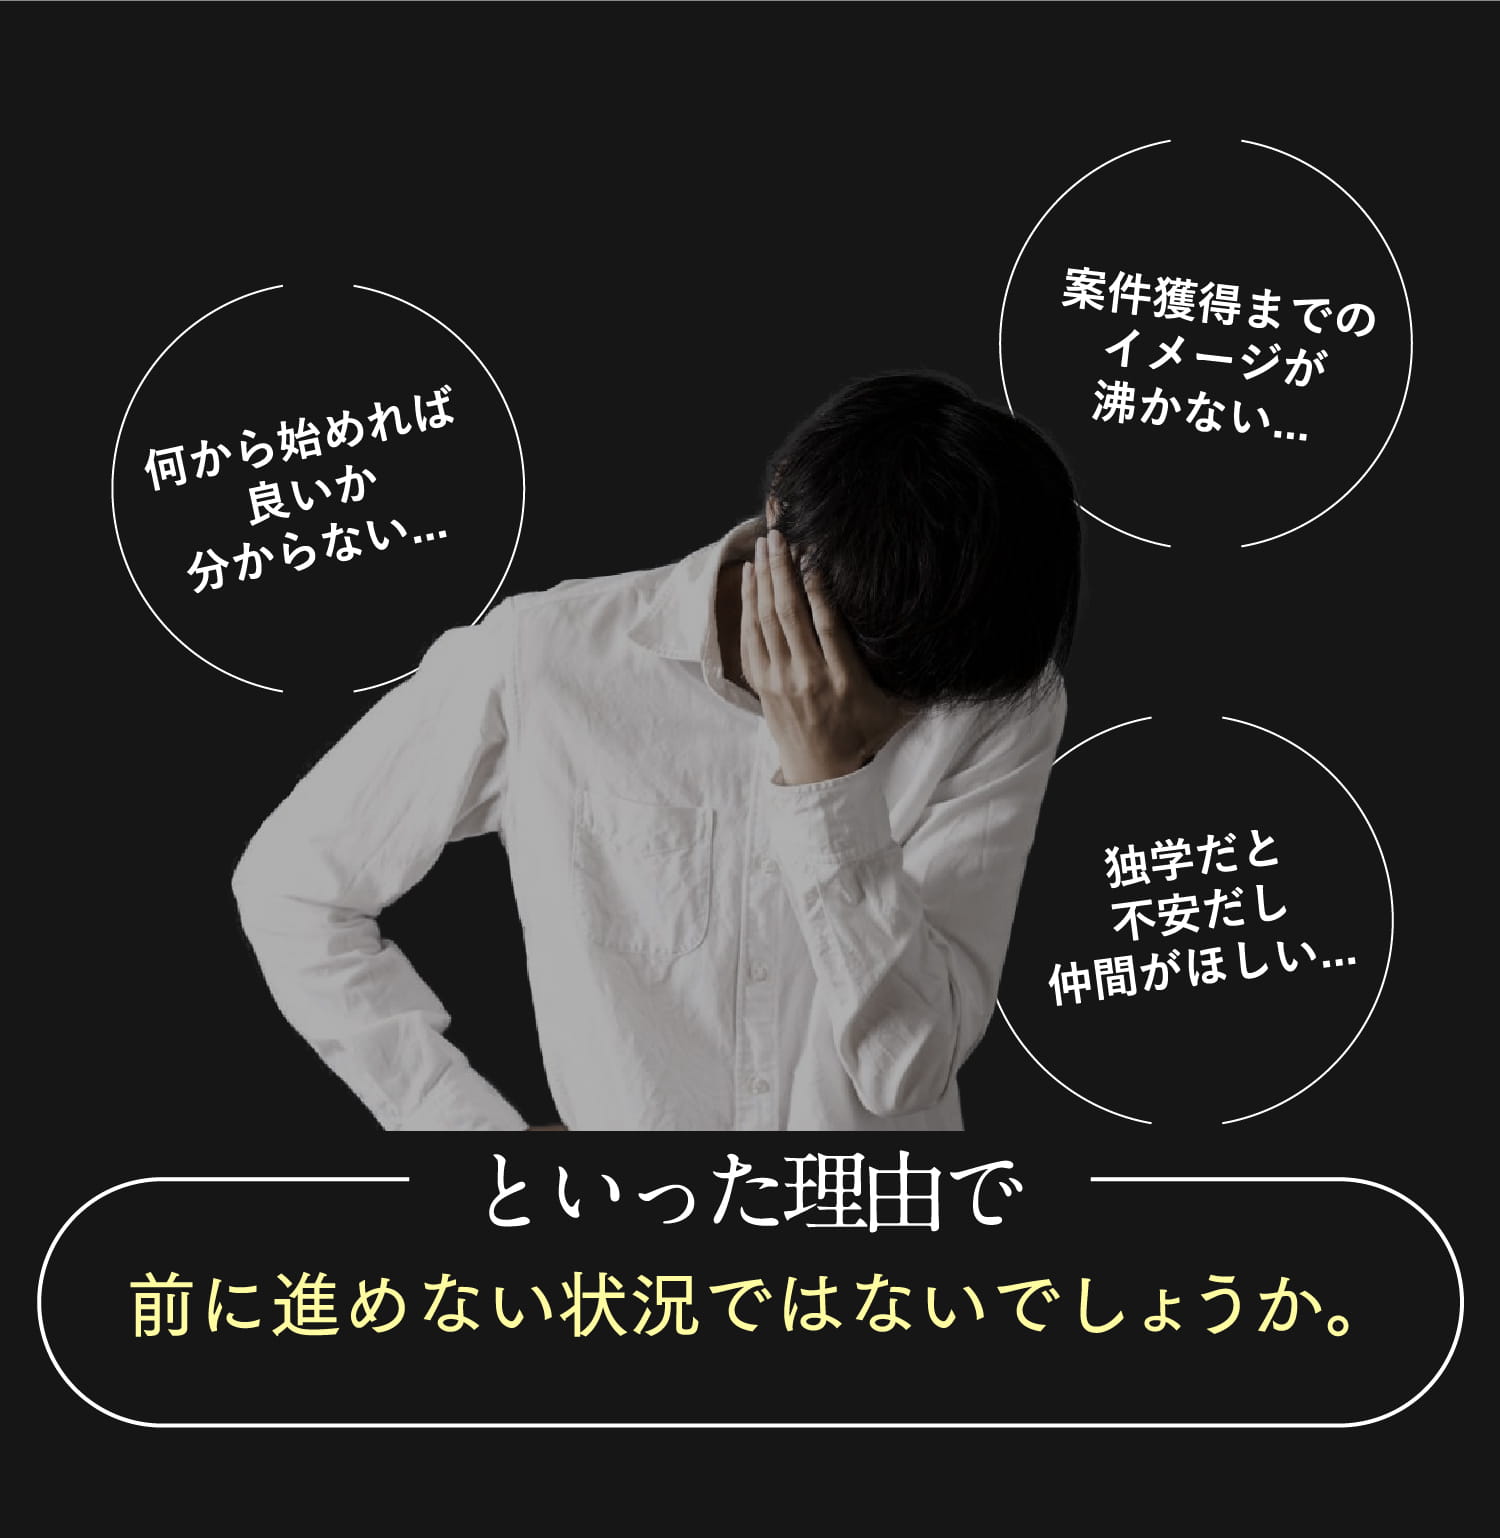 何から始めれば
良いか
分からない...
案件獲得までの
イメージが
沸かない...
独学だと
不安だし
仲間がほしい...
といった理由で
前に進めない状況ではないでしょうか。